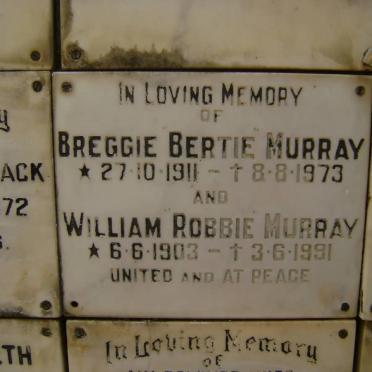 IN LOVING MEMORY
OF
BREGGIE BERTIE MURRAY
★ 27·10·1911 – † 8·8·1973
AND
WILLIAM ROBBIE MURRAY
★ 6·6·1903 – † 3·6·1991
UNITED AND AT PEACE
ACK
72
In Loving Memory
of